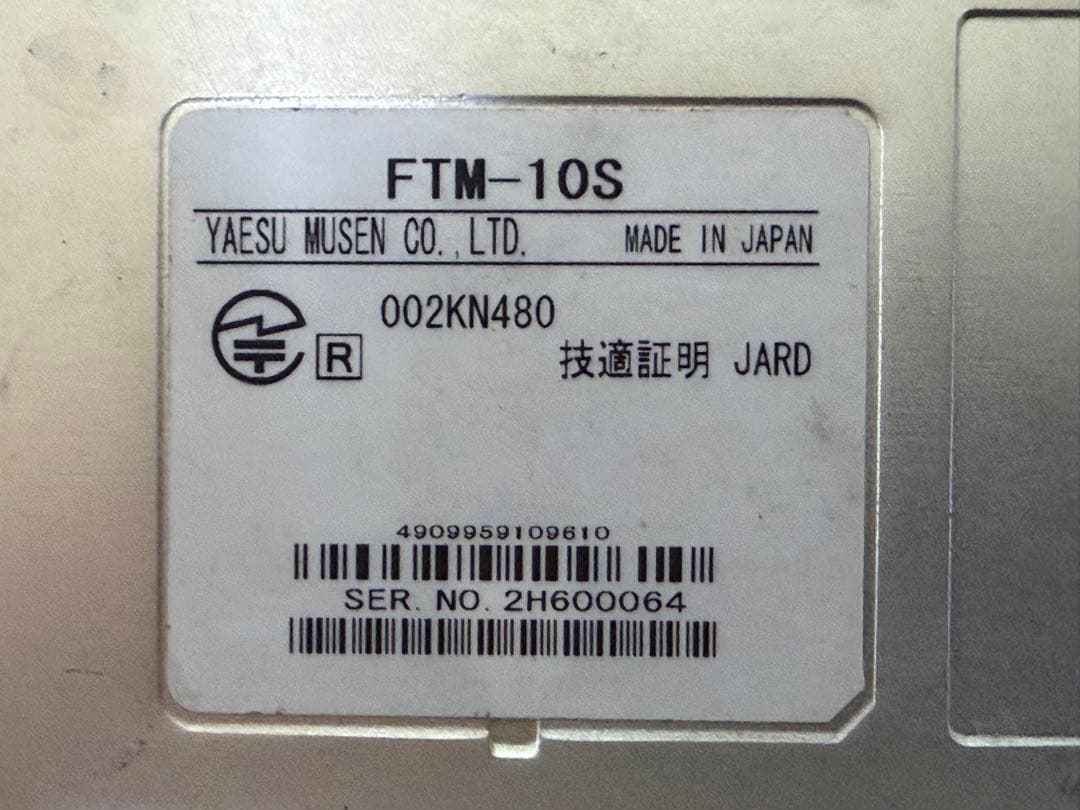 FTM-10S
YAESU MUSEN CO.,LTD. MADE IN JAPAN
R 002KN480
技適証明 JARD
4909959109610
SER. NO. 2H600064